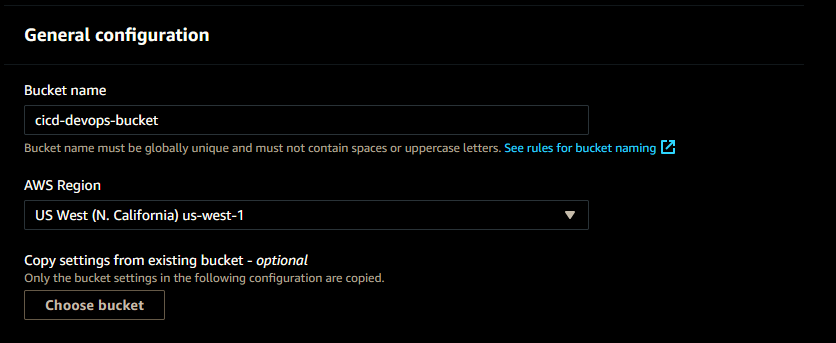 General configuration
Bucket name
cicd-devops-bucket
Bucket name must be globally unique and must not contain spaces or uppercase letters. See rules for bucket naming
AWS Region
US West (N. California) us-west-1
Copy settings from existing bucket - optional
Only the bucket settings in the following configuration are copied.
Choose bucket